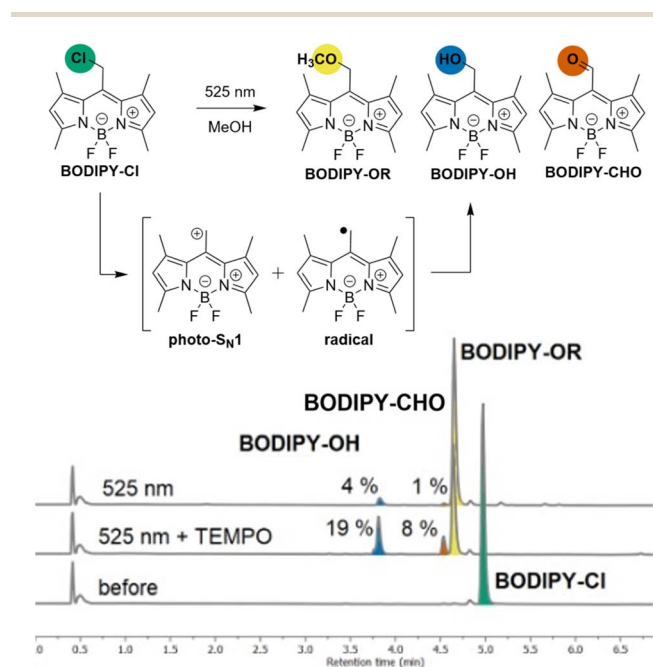 Cl
525 nm
MeOH
H₃CO
HO
O
N N
⊖ ⊕
B
F F
BODIPY-Cl
N N
⊖ ⊕
B
F F
BODIPY-OR
N N
⊖ ⊕
B
F F
BODIPY-OH
N N
⊖ ⊕
B
F F
BODIPY-CHO
⊕
N N
⊖ ⊕
B
F F
photo-SN1
+
•
N N
⊖ ⊕
B
F F
radical
BODIPY-OR
BODIPY-CHO
BODIPY-OH
525 nm
4 %
1 %
525 nm + TEMPO
19 %
8 %
before
BODIPY-Cl
.0 0.5 1.0 1.5 2.0 2.5 3.0 3.5 4.0 4.5 5.0 5.5 6.0 6.5
Retention time (min)